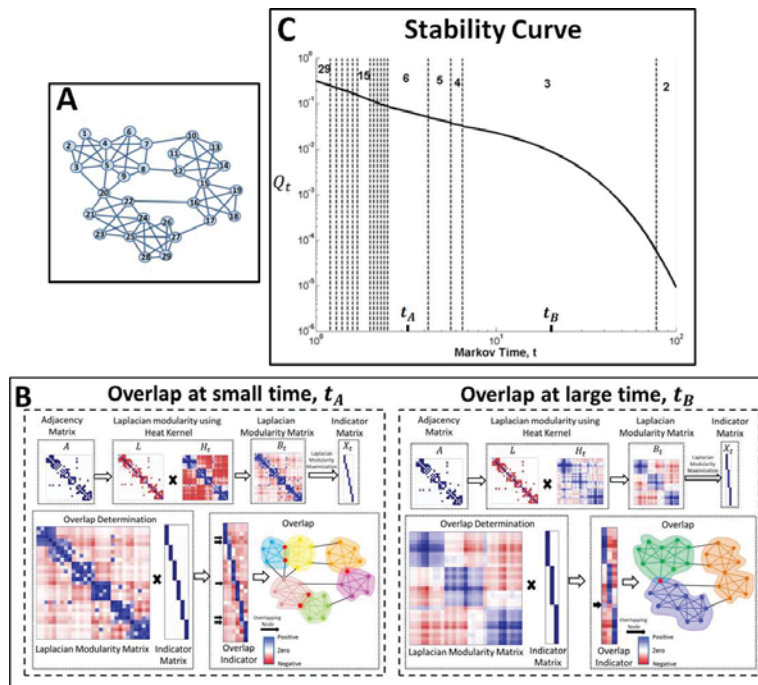 C
Stability Curve
10^0
10^-1
10^-2
10^-3
10^-4
10^-5
10^-6
Q_t
29
15
6
5
4
3
2
t_A
t_B
10^0
10^1
10^2
Markov Time, t
A
1
2
3
4
5
6
7
8
9
10
11
12
13
14
15
16
17
18
19
20
21
22
23
24
25
26
27
28
29
B
Overlap at small time, t_A
Adjacency
Matrix
A
Laplacian modularity using
Heat Kernel
L
H_t
Laplacian
Modularity Matrix
B_t
Laplacian
Modularity
Maximization
Indicator
Matrix
X_t
Overlap Determination
Laplacian Modularity Matrix
Indicator
Matrix
Overlap
Overlap
Indicator
Overlapping
Node
Positive
Zero
Negative
Overlap at large time, t_B
Adjacency
Matrix
A
Laplacian modularity using
Heat Kernel
L
H_t
Laplacian
Modularity Matrix
B_t
Laplacian
Modularity
Maximization
Indicator
Matrix
X_t
Overlap Determination
Laplacian Modularity Matrix
Indicator
Matrix
Overlap
Overlap
Indicator
Overlapping
Node
Positive
Zero
Negative